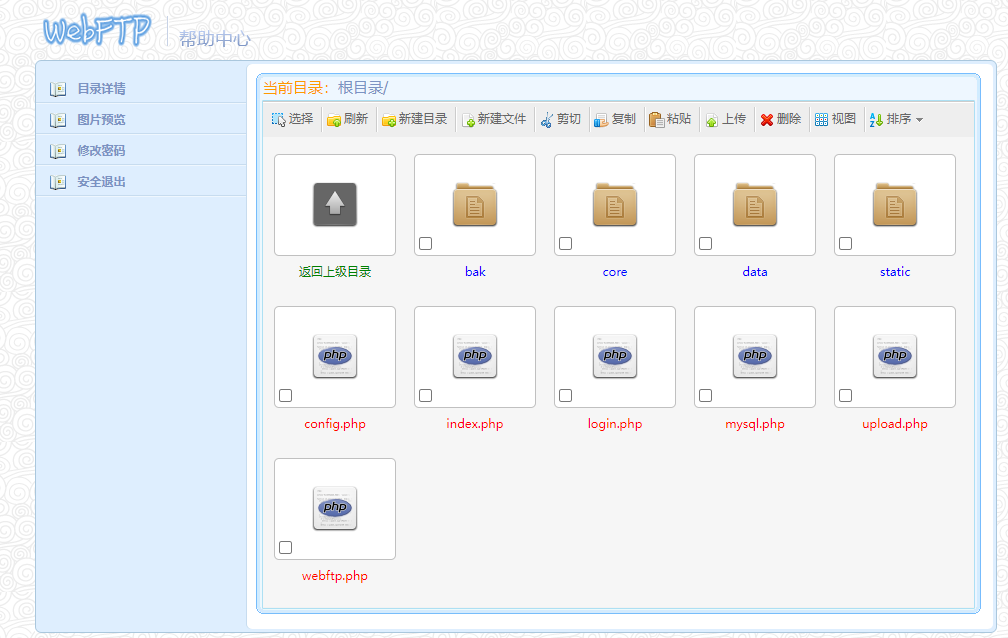 WebFTP 帮助中心
目录详情
图片预览
修改密码
安全退出
当前目录：根目录/
选择 刷新 新建目录 新建文件 剪切 复制 粘贴 上传 删除 视图 排序
返回上级目录 bak core data static
php php php php php
config.php index.php login.php mysql.php upload.php
php
webftp.php